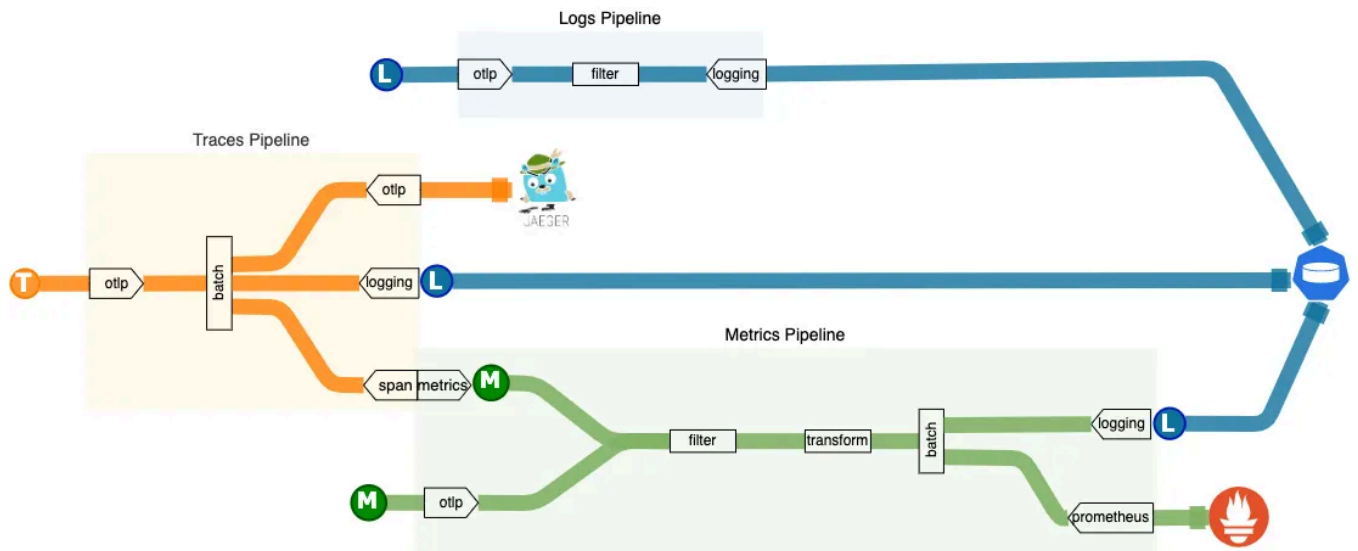 Logs Pipeline
L
otlp
filter
logging
Traces Pipeline
otlp
JAEGER
T
otlp
batch
logging
L
Metrics Pipeline
span
metrics
M
filter
transform
batch
logging
L
M
otlp
prometheus